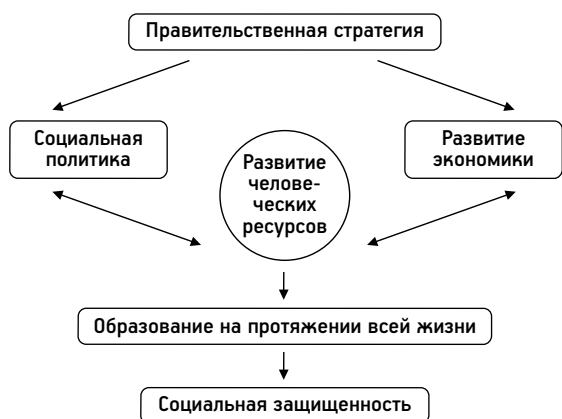 Правительственная стратегия
Социальная
политика
Развитие
челове-
ческих
ресурсов
Развитие
экономики
Образование на протяжении всей жизни
Социальная защищенность